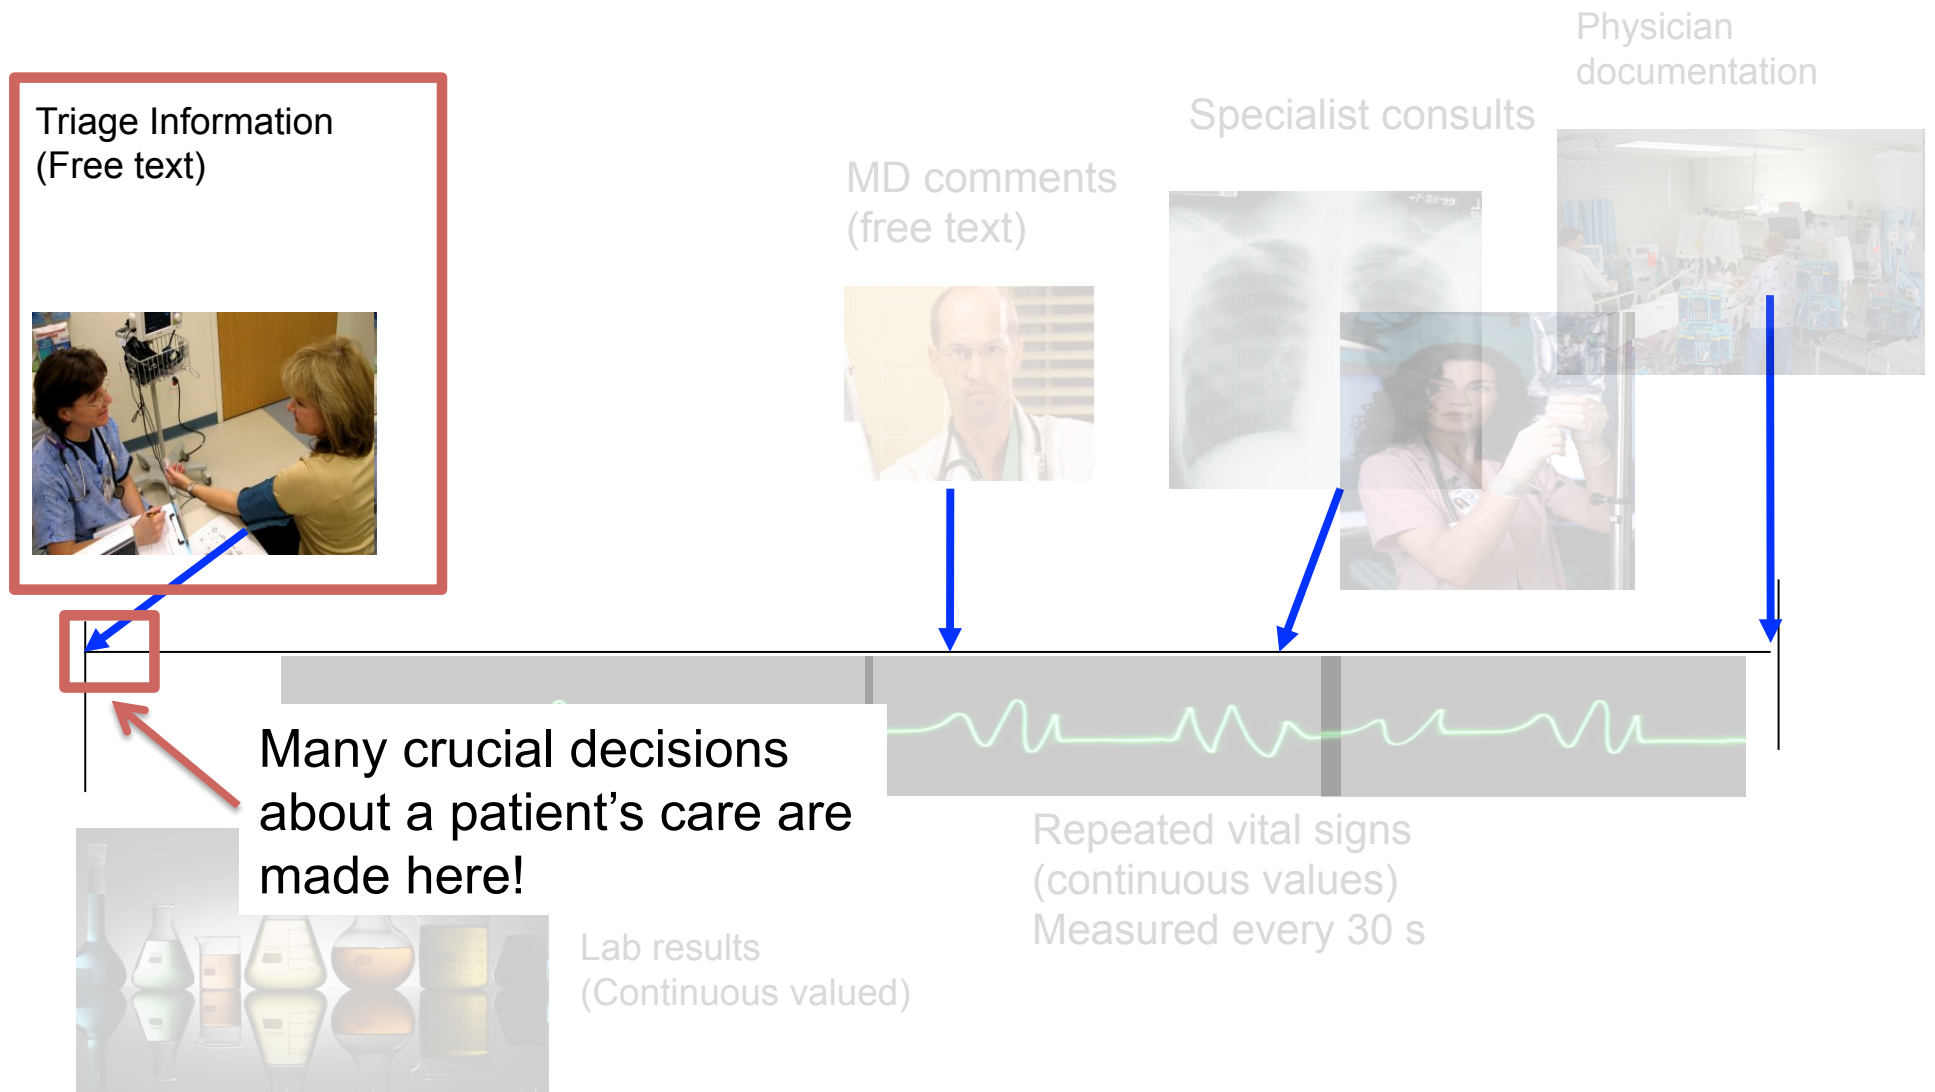 Physician
documentation
Triage Information
(Free text)
Specialist consults
MD comments
(free text)
Many crucial decisions
about a patient’s care are
made here!
Repeated vital signs
(continuous values)
Measured every 30 s
Lab results
(Continuous valued)